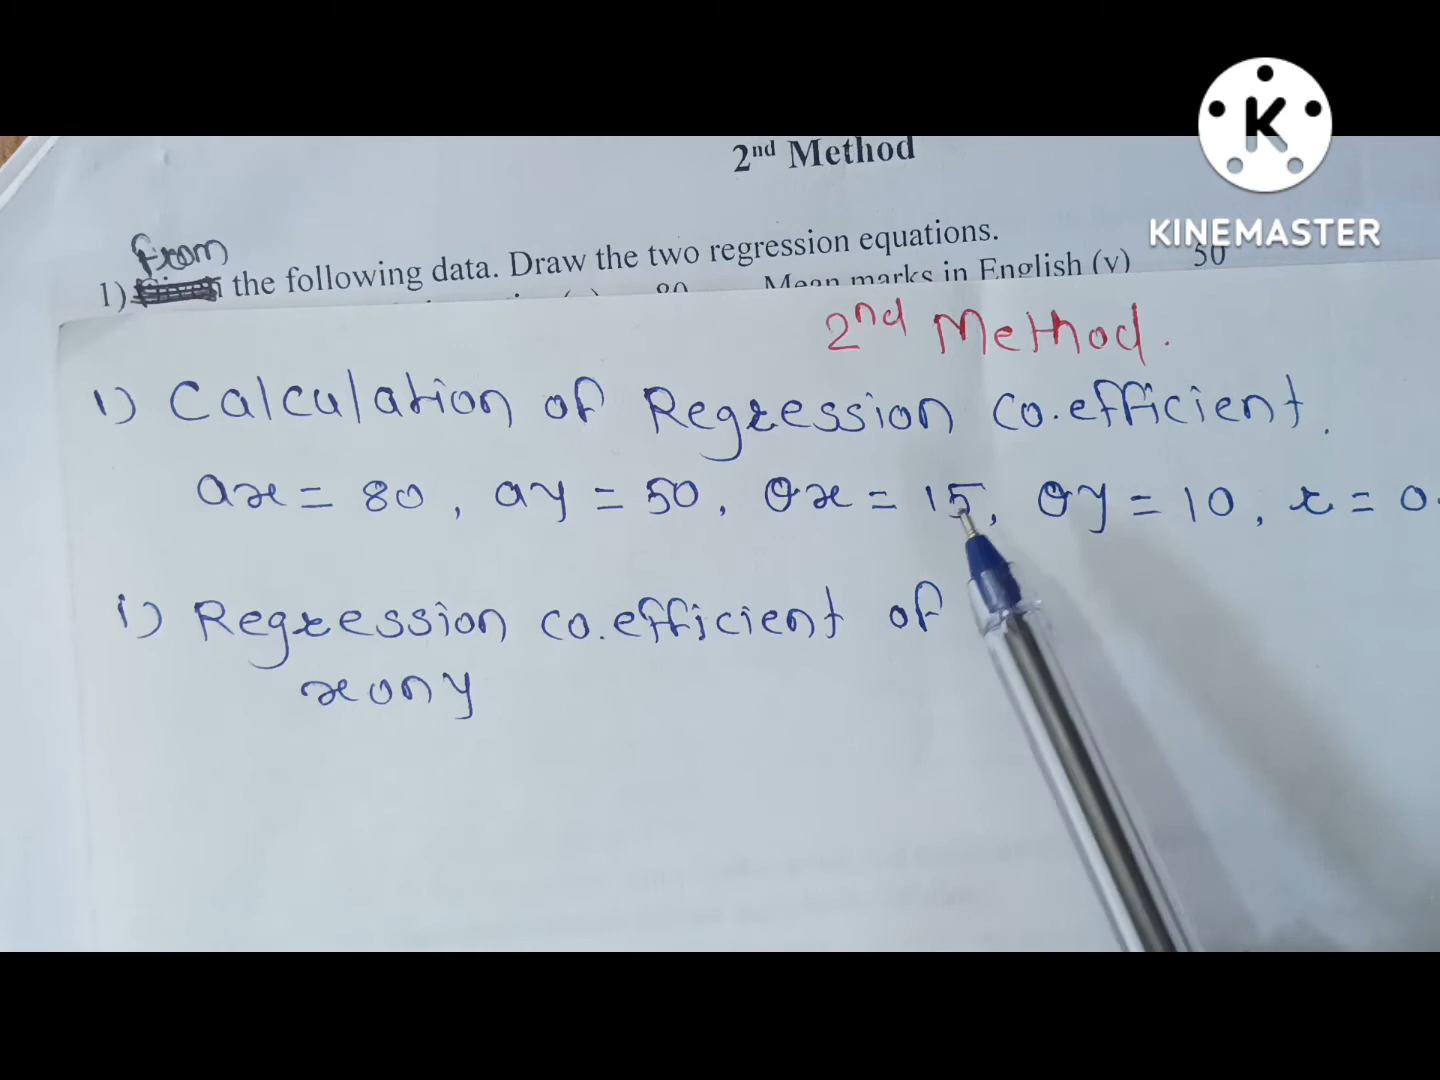 2nd Method
KINEMASTER
From
1) the following data. Draw the two regression equations.
80 Mean marks in English (y) 50
2nd Method.
1) Calculation of Regression co.efficient.
ax = 80, ay = 50, σx = 15, σy = 10, r = 0.
i) Regression co.efficient of
x on y